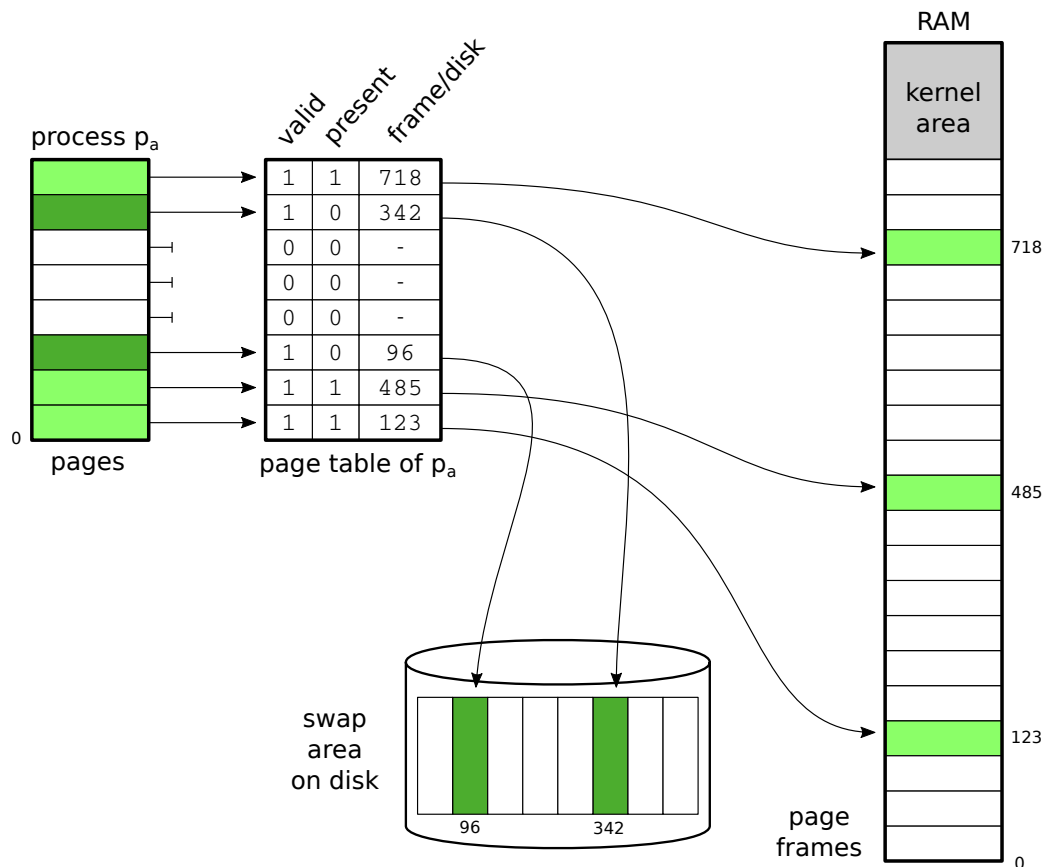 RAM
kernel
area
valid
present
frame/disk
process pₐ
1 1 718
1 0 342
0 0 -
0 0 -
0 0 -
1 0 96
1 1 485
1 1 123
0
pages
page table of pₐ
718
485
123
swap
area
on disk
96
342
page
frames
0